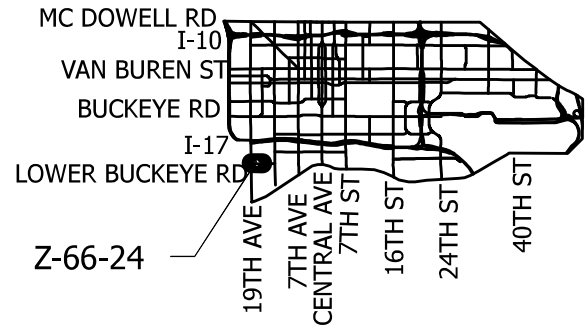 MC DOWELL RD
I-10
VAN BUREN ST
BUCKEYE RD
I-17
LOWER BUCKEYE RD
Z-66-24
19TH AVE
7TH AVE
CENTRAL AVE
7TH ST
16TH ST
24TH ST
40TH ST